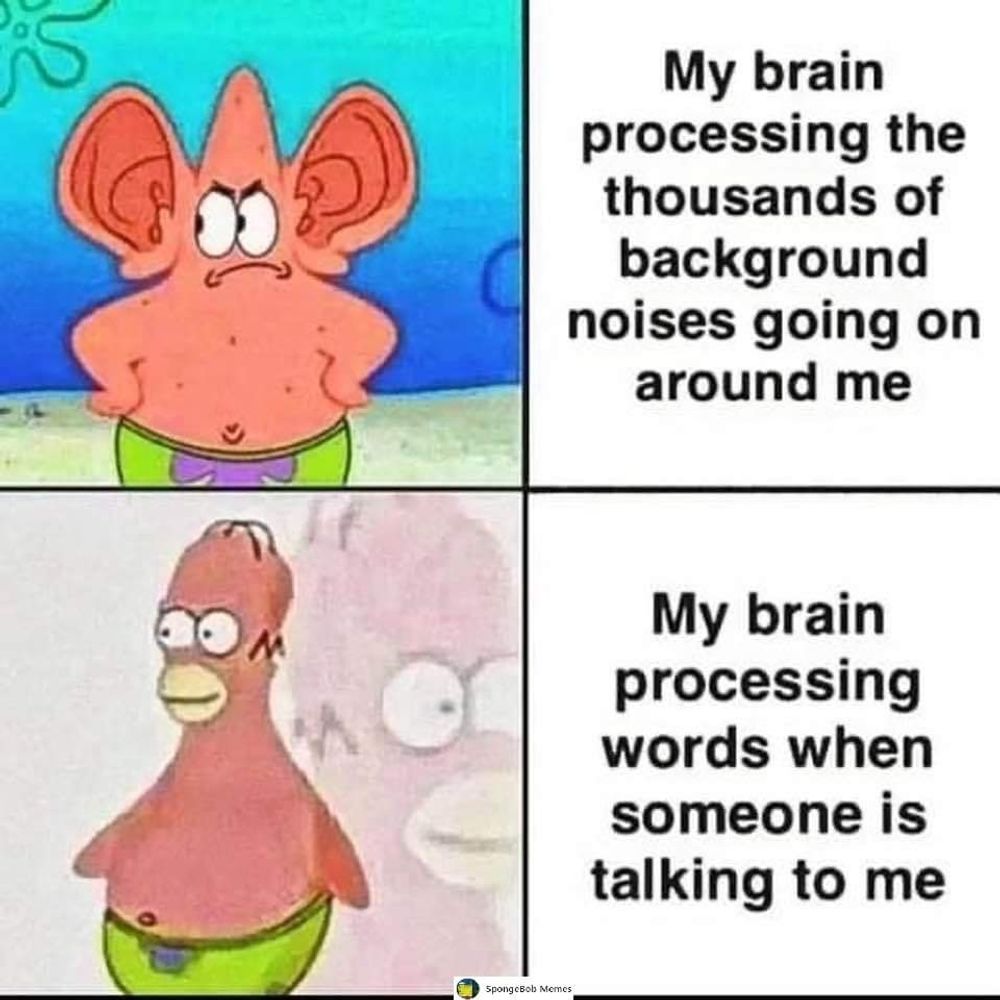 My brain
processing the
thousands of
background
noises going on
around me
My brain
processing
words when
someone is
talking to me
SpongeBob Memes